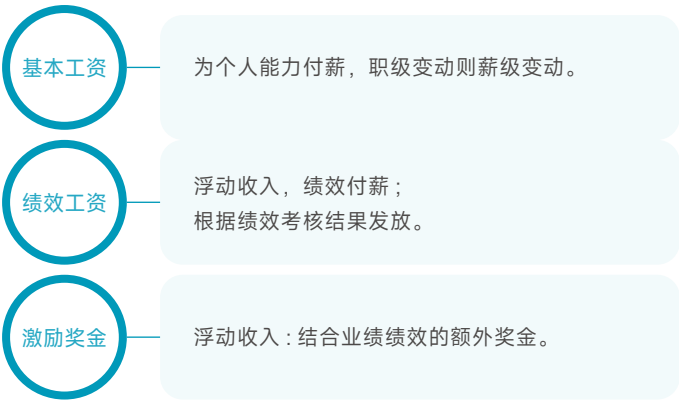 基本工资
为个人能力付薪，职级变动则薪级变动。
绩效工资
浮动收入，绩效付薪；
根据绩效考核结果发放。
激励奖金
浮动收入：结合业绩绩效的额外奖金。